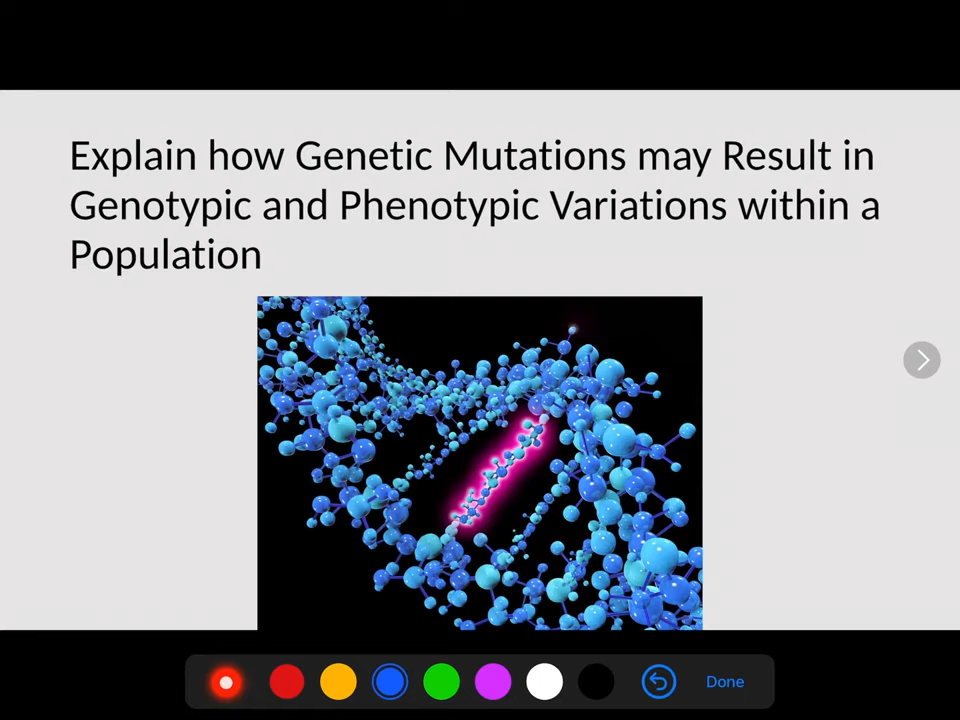 Explain how Genetic Mutations may Result in
Genotypic and Phenotypic Variations within a
Population
Done